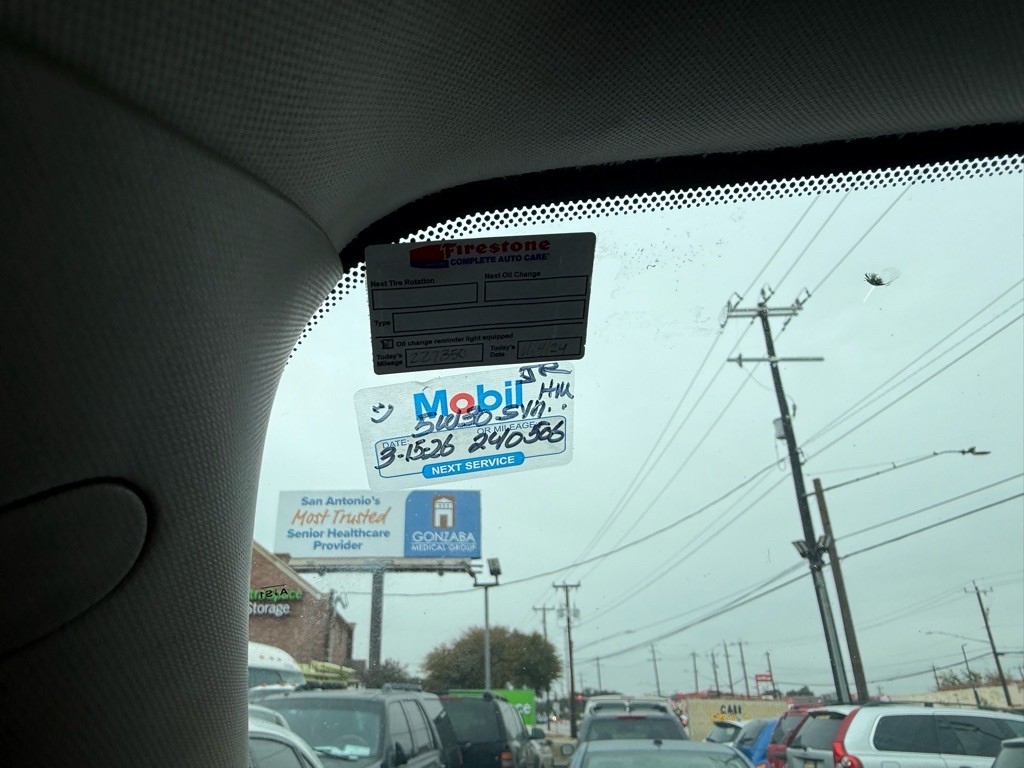 Firestone
COMPLETE AUTO CARE
Next Tire Rotation
Next Oil Change
Type
Oil change reminder light equipped
Today's Mileage 227350
Today's Date
JR
Mobil HM
5W30 SYN.
DATE OR MILEAGE
3-15-26 240506
NEXT SERVICE
San Antonio's
Most Trusted
Senior Healthcare
Provider
GONZABA
MEDICAL GROUP
Storage.